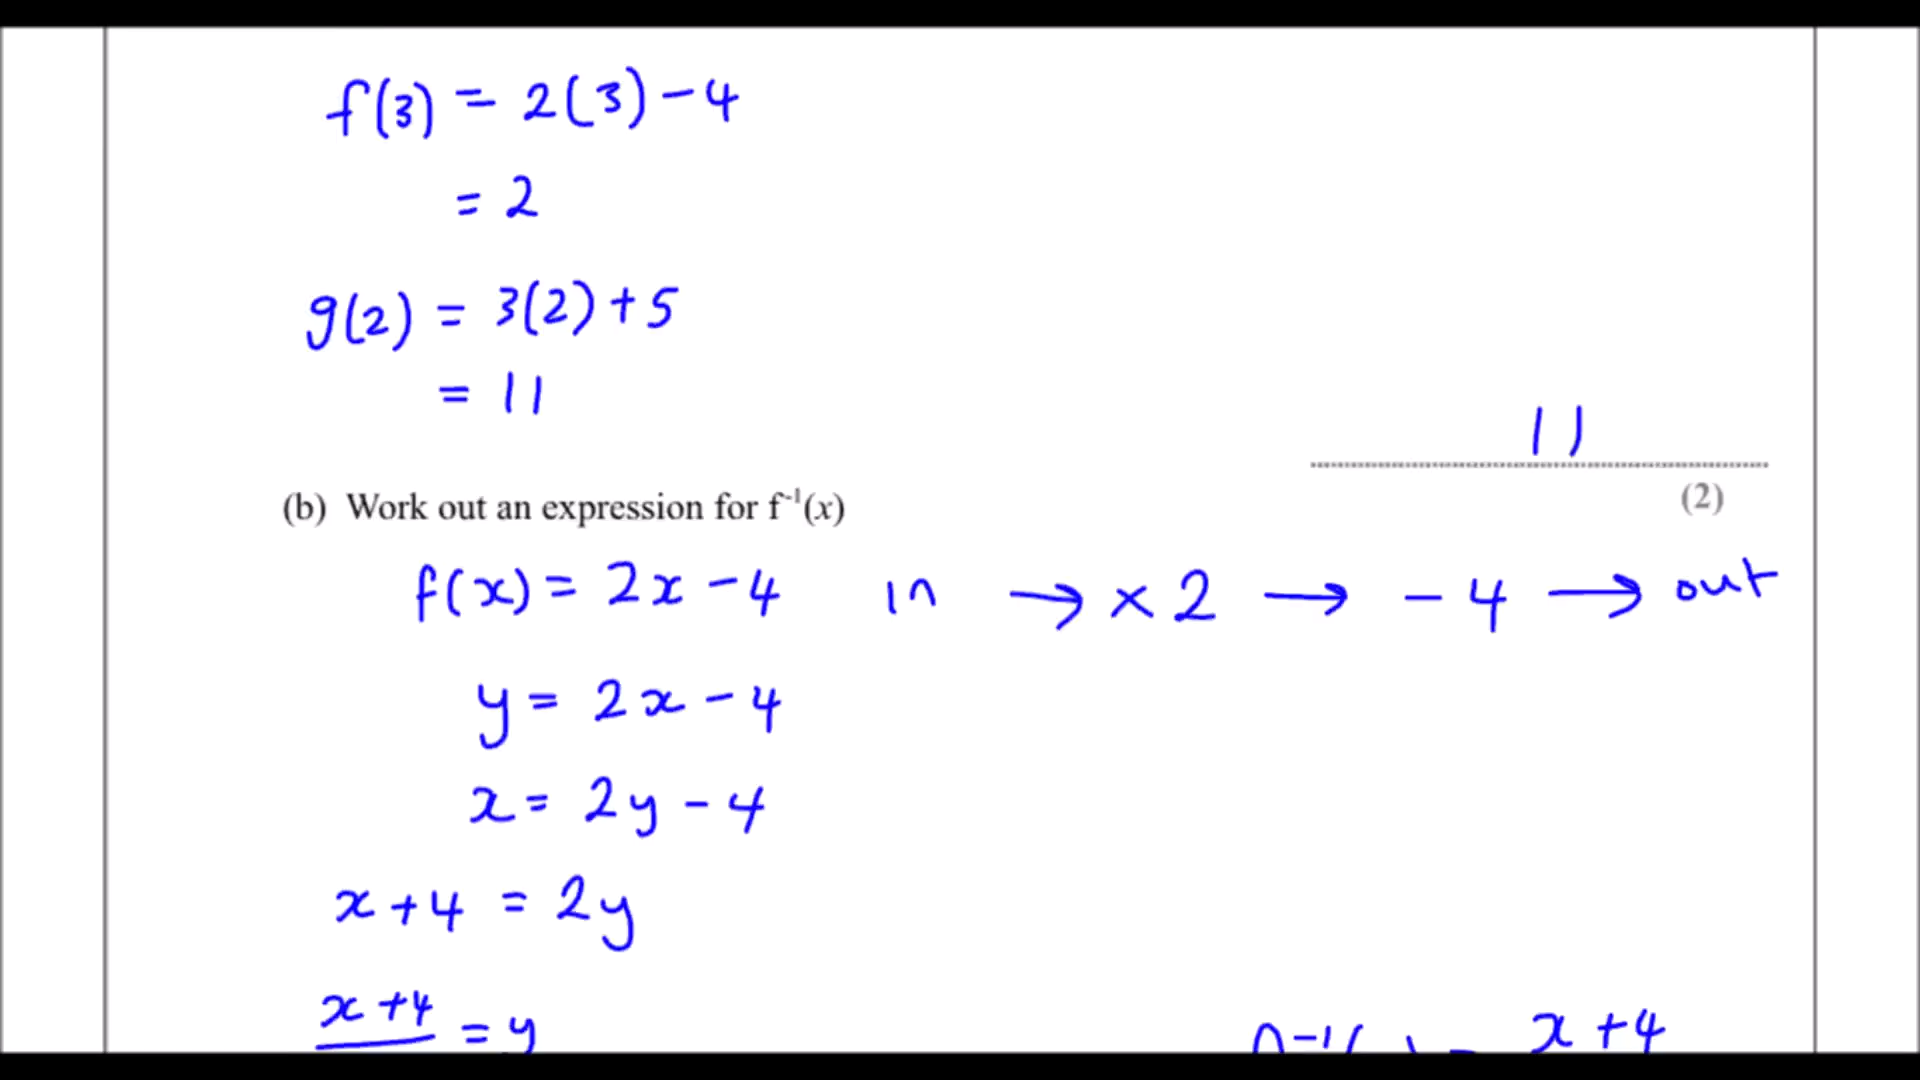 f(3) = 2(3) - 4
= 2
g(2) = 3(2) + 5
= 11
11
(2)
(b) Work out an expression for f⁻¹(x)
f(x) = 2x - 4 in → × 2 → - 4 → out
y = 2x - 4
x = 2y - 4
x + 4 = 2y
x + 4 = y
x + 4